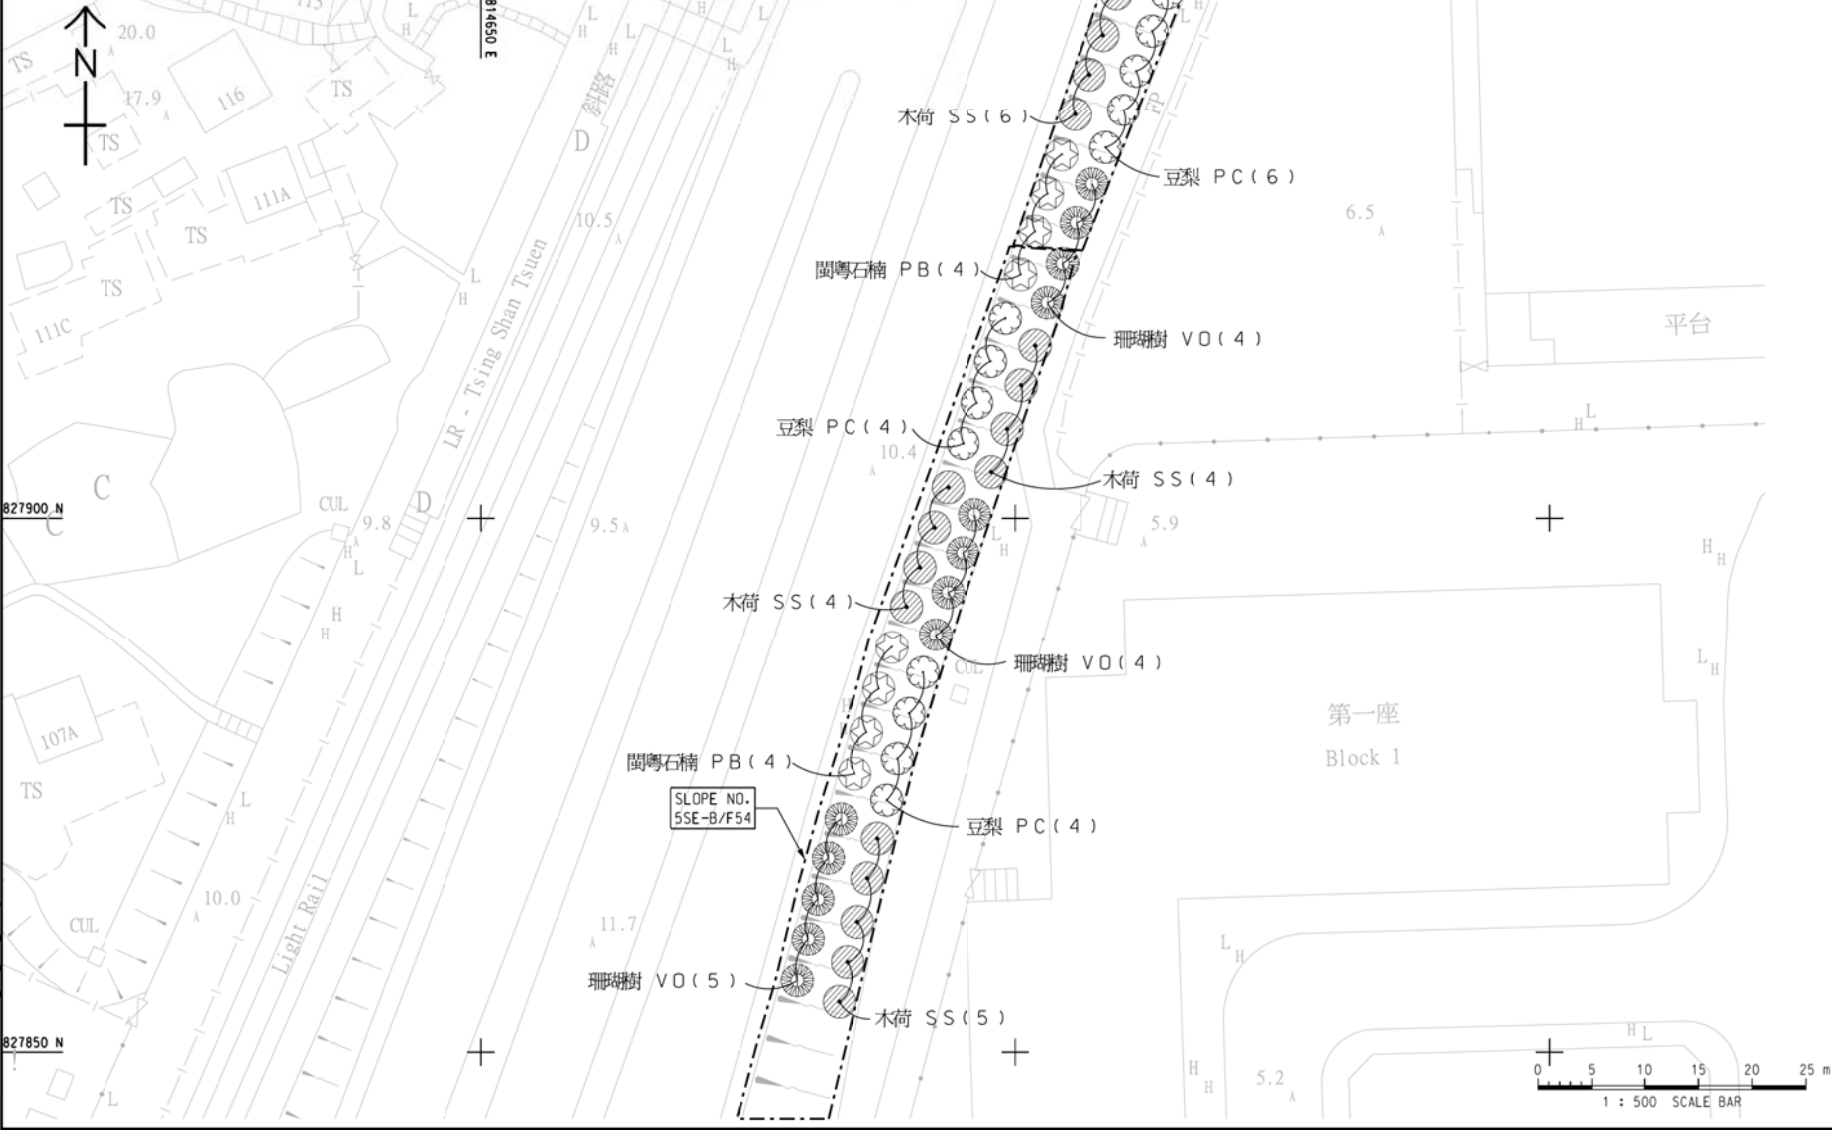 N
814650 E
20.0
TS
17.9
116
TS
TS
斜路
D
FP
木荷 SS(6)
豆梨 PC(6)
TS
111A
TS
10.5
6.5
閩粵石楠 PB(4)
TS
111C
LR - Tsing Shan Tsuen
珊瑚樹 VO(4)
平台
豆梨 PC(4)
10.4
木荷 SS(4)
C
C
827900 N
CUL
9.8
D
9.5
5.9
木荷 SS(4)
珊瑚樹 VO(4)
CUL
107A
TS
第一座
Block 1
閩粵石楠 PB(4)
SLOPE NO.
5SE-B/F54
豆梨 PC(4)
10.0
Light Rail
CUL
11.7
珊瑚樹 VO(5)
木荷 SS(5)
827850 N
5.2
0 5 10 15 20 25 m
1 : 500 SCALE BAR